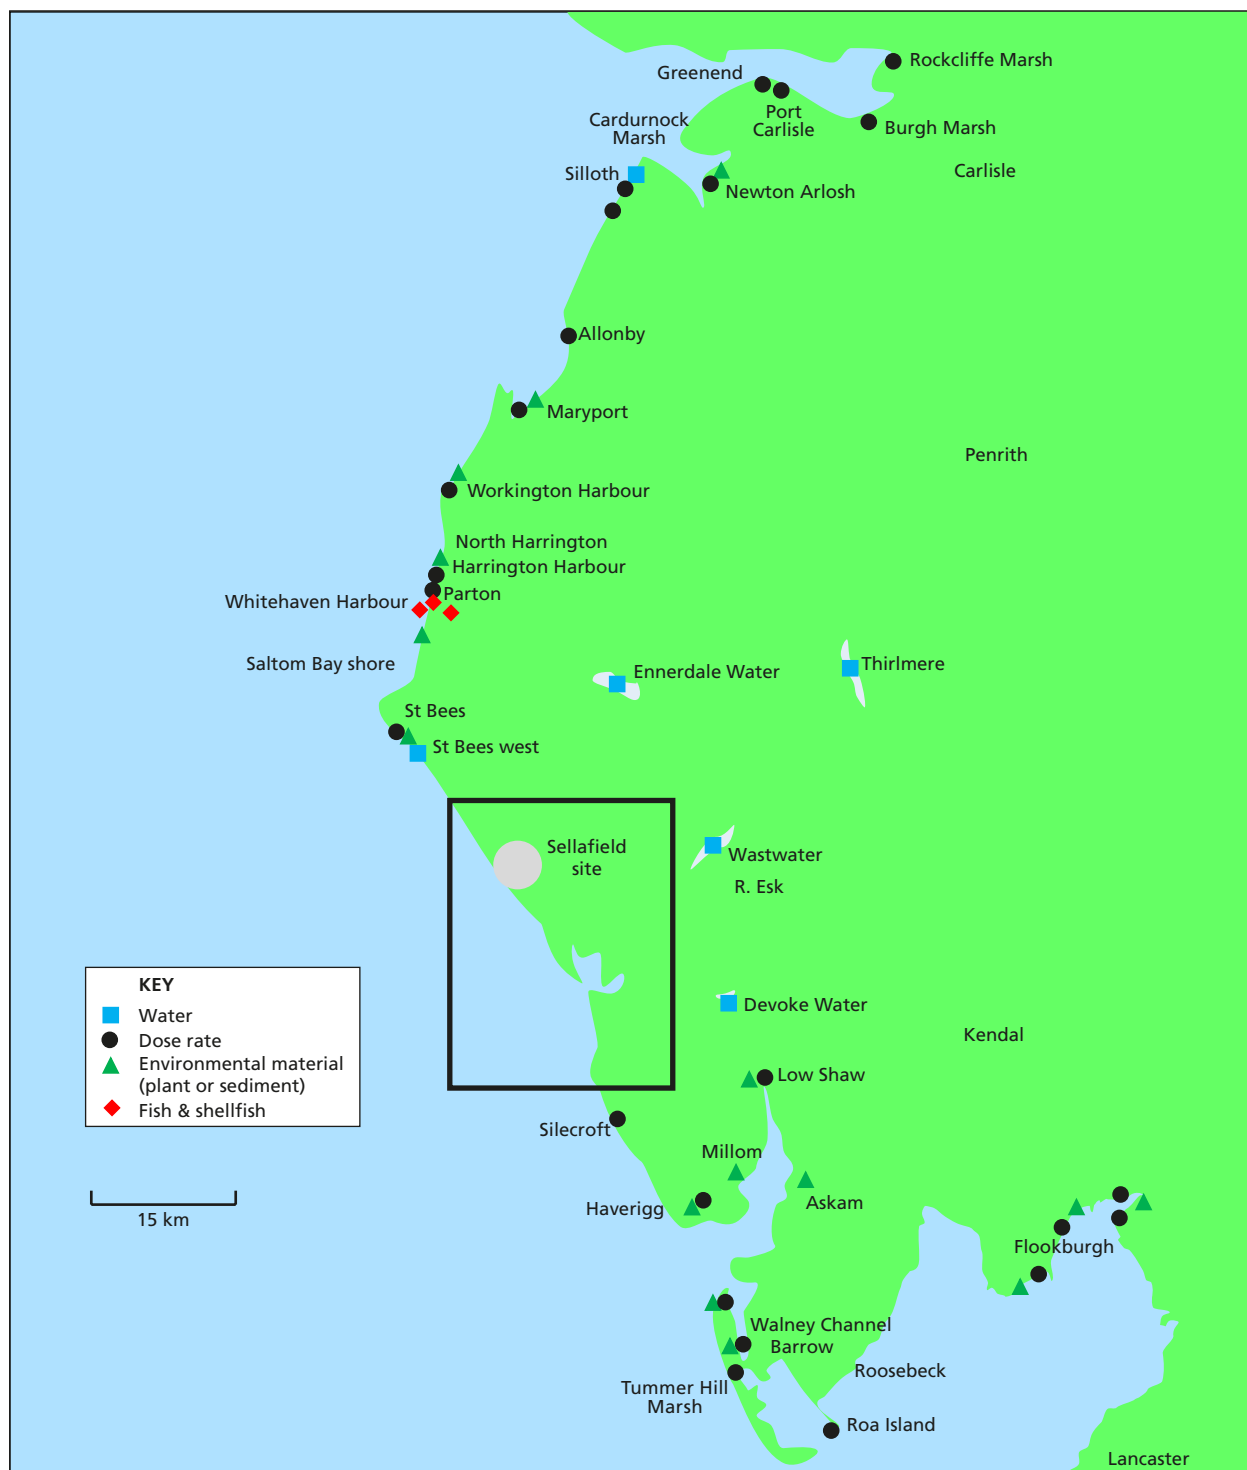 Rockcliffe Marsh
Greenend
Port
Carlisle
Cardurnock
Marsh
Burgh Marsh
Carlisle
Silloth
Newton Arlosh
Allonby
Maryport
Penrith
Workington Harbour
North Harrington
Harrington Harbour
Parton
Whitehaven Harbour
Saltom Bay shore
Ennerdale Water
Thirlmere
St Bees
St Bees west
Sellafield
site
Wastwater
R. Esk
KEY
Water
Dose rate
Environmental material
(plant or sediment)
Fish & shellfish
Devoke Water
Kendal
Low Shaw
Silecroft
Millom
Askam
Haverigg
15 km
Flookburgh
Walney Channel
Barrow
Roosebeck
Tummer Hill
Marsh
Roa Island
Lancaster